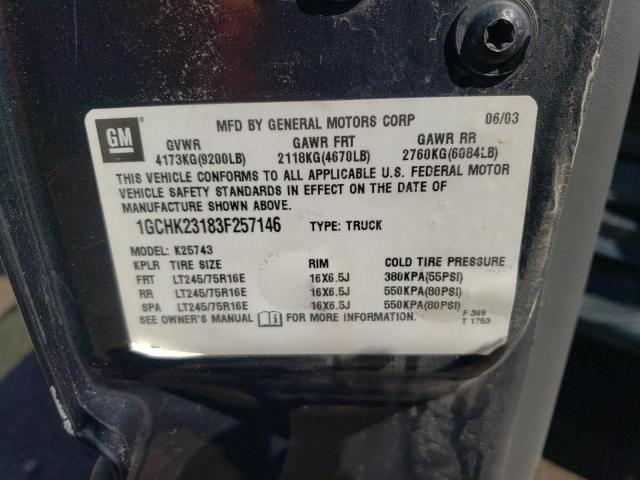 GM
MFD BY GENERAL MOTORS CORP 06/03
GVWR GAWR FRT GAWR RR
4173KG(9200LB) 2118KG(4670LB) 2760KG(6084LB)
THIS VEHICLE CONFORMS TO ALL APPLICABLE U.S. FEDERAL MOTOR
VEHICLE SAFETY STANDARDS IN EFFECT ON THE DATE OF
MANUFACTURE SHOWN ABOVE.
1GCHK23183F257146 TYPE: TRUCK
MODEL: K25743
KPLR TIRE SIZE RIM COLD TIRE PRESSURE
FRT LT245/75R16E 16X6.5J 380KPA(55PSI)
RR LT245/75R16E 16X6.5J 550KPA(80PSI)
SPA LT245/75R16E 16X6.5J 550KPA(80PSI)
SEE OWNER'S MANUAL i FOR MORE INFORMATION.
F 309
T 1753